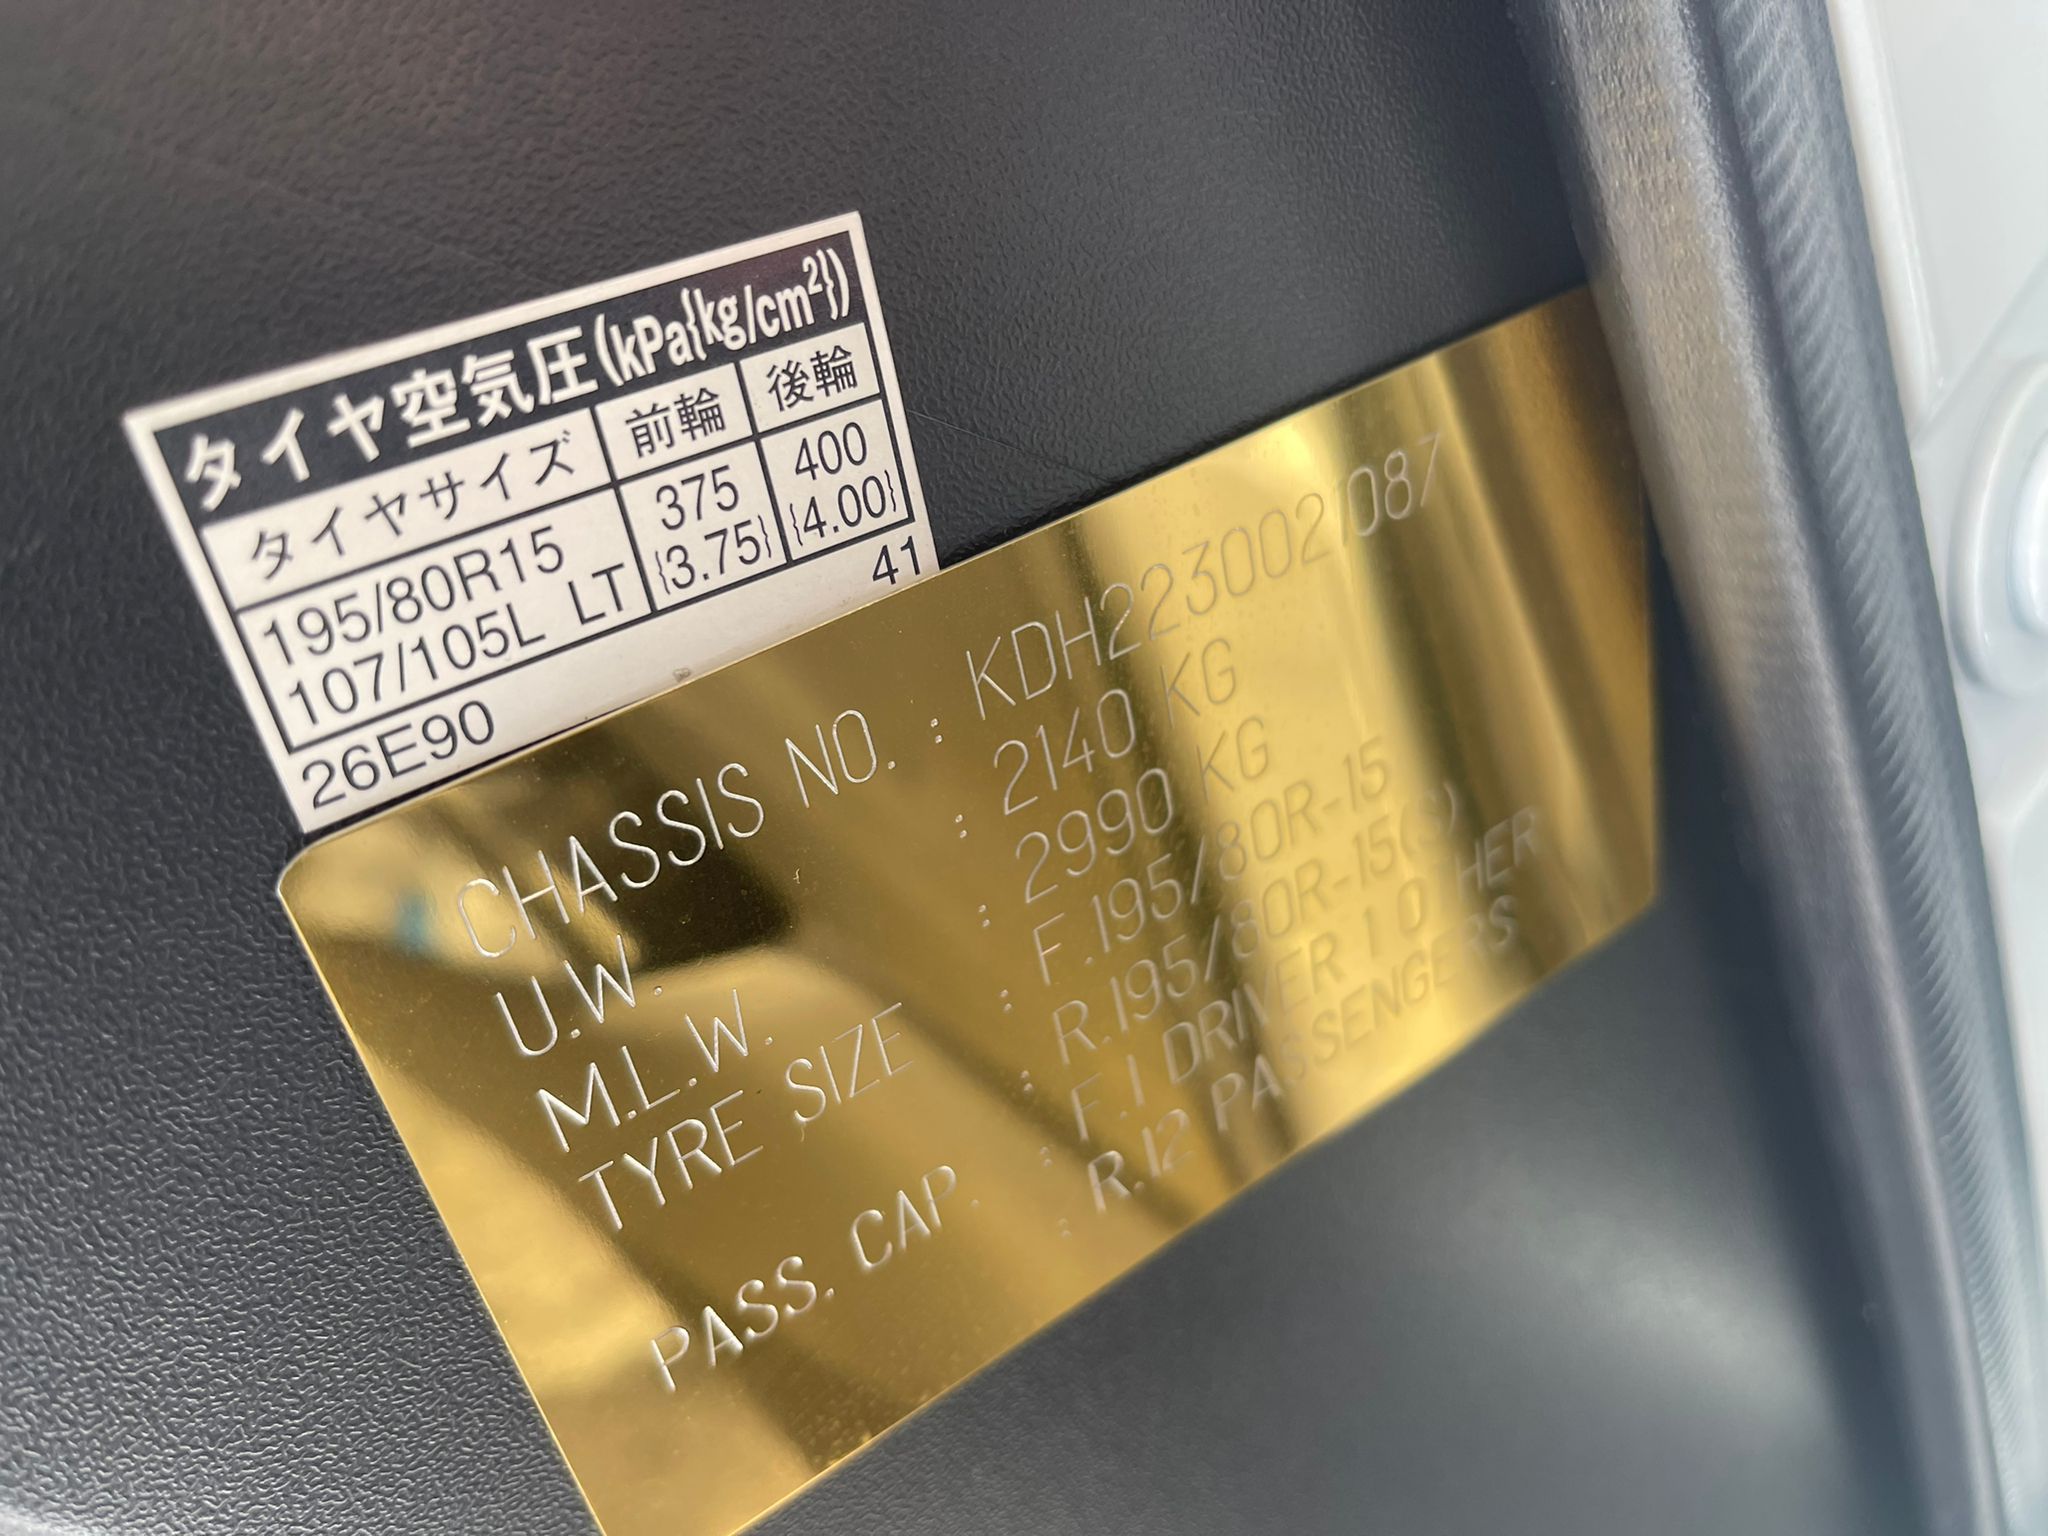 タイヤ空気圧(kPa{kg/cm²})
タイヤサイズ 前輪 後輪
195/80R15 375 400
107/105L LT {3.75} {4.00}
26E90 41
CHASSIS NO. : KDH2230021087
U.W. : 2140 KG
M.L.W. : 2990 KG
TYRE SIZE : F.195/80R-15
: R.195/80R-15(S)
PASS. CAP. : F.1 DRIVER 1 OTHER
: R.12 PASSENGERS